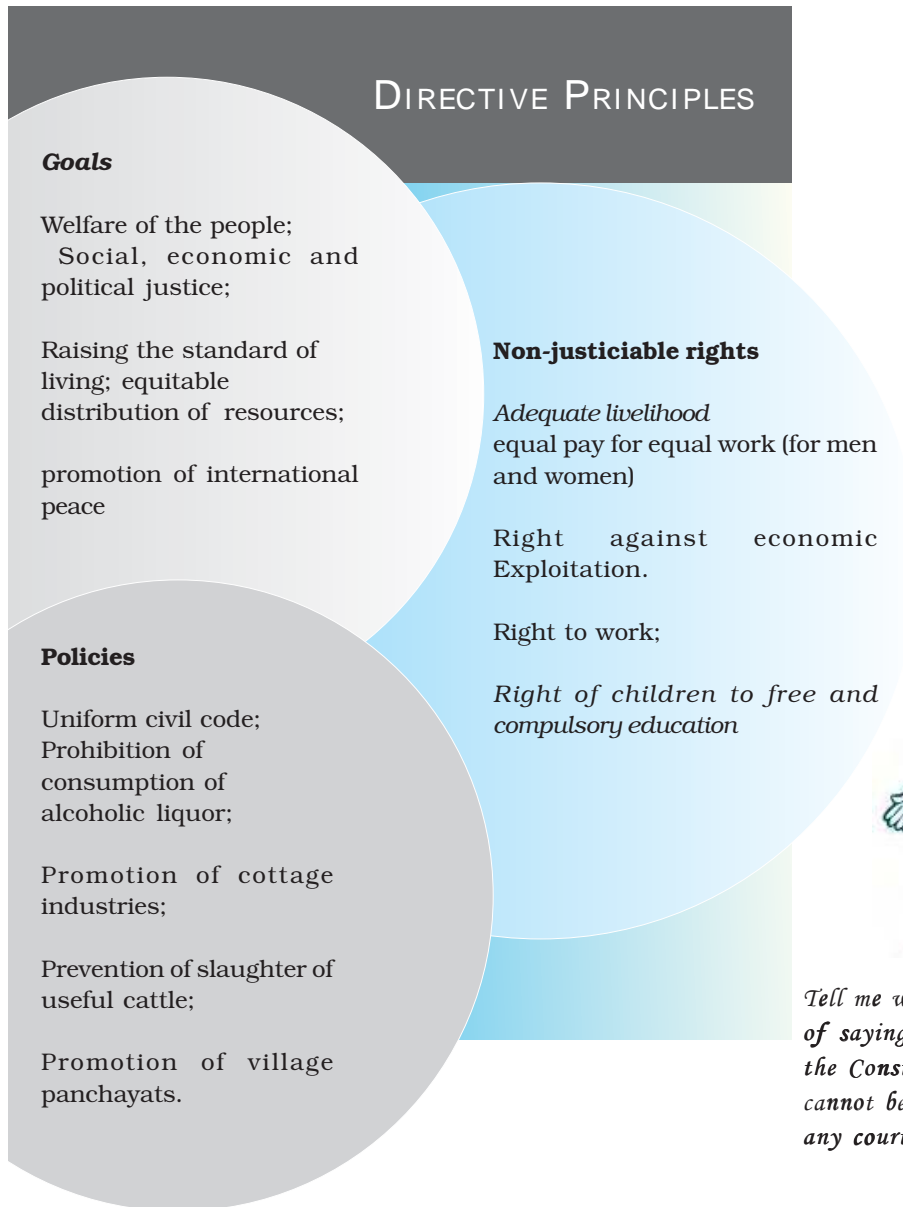 DIRECTIVE PRINCIPLES
Goals
Welfare of the people;
Social, economic and
political justice;
Raising the standard of
living; equitable
distribution of resources;
promotion of international
peace
Non-justiciable rights
Adequate livelihood
equal pay for equal work (for men
and women)
Right against economic
Exploitation.
Right to work;
Right of children to free and
compulsory education
Policies
Uniform civil code;
Prohibition of
consumption of
alcoholic liquor;
Promotion of cottage
industries;
Prevention of slaughter of
useful cattle;
Promotion of village
panchayats.
Tell me
of saying
the
cannot be
any